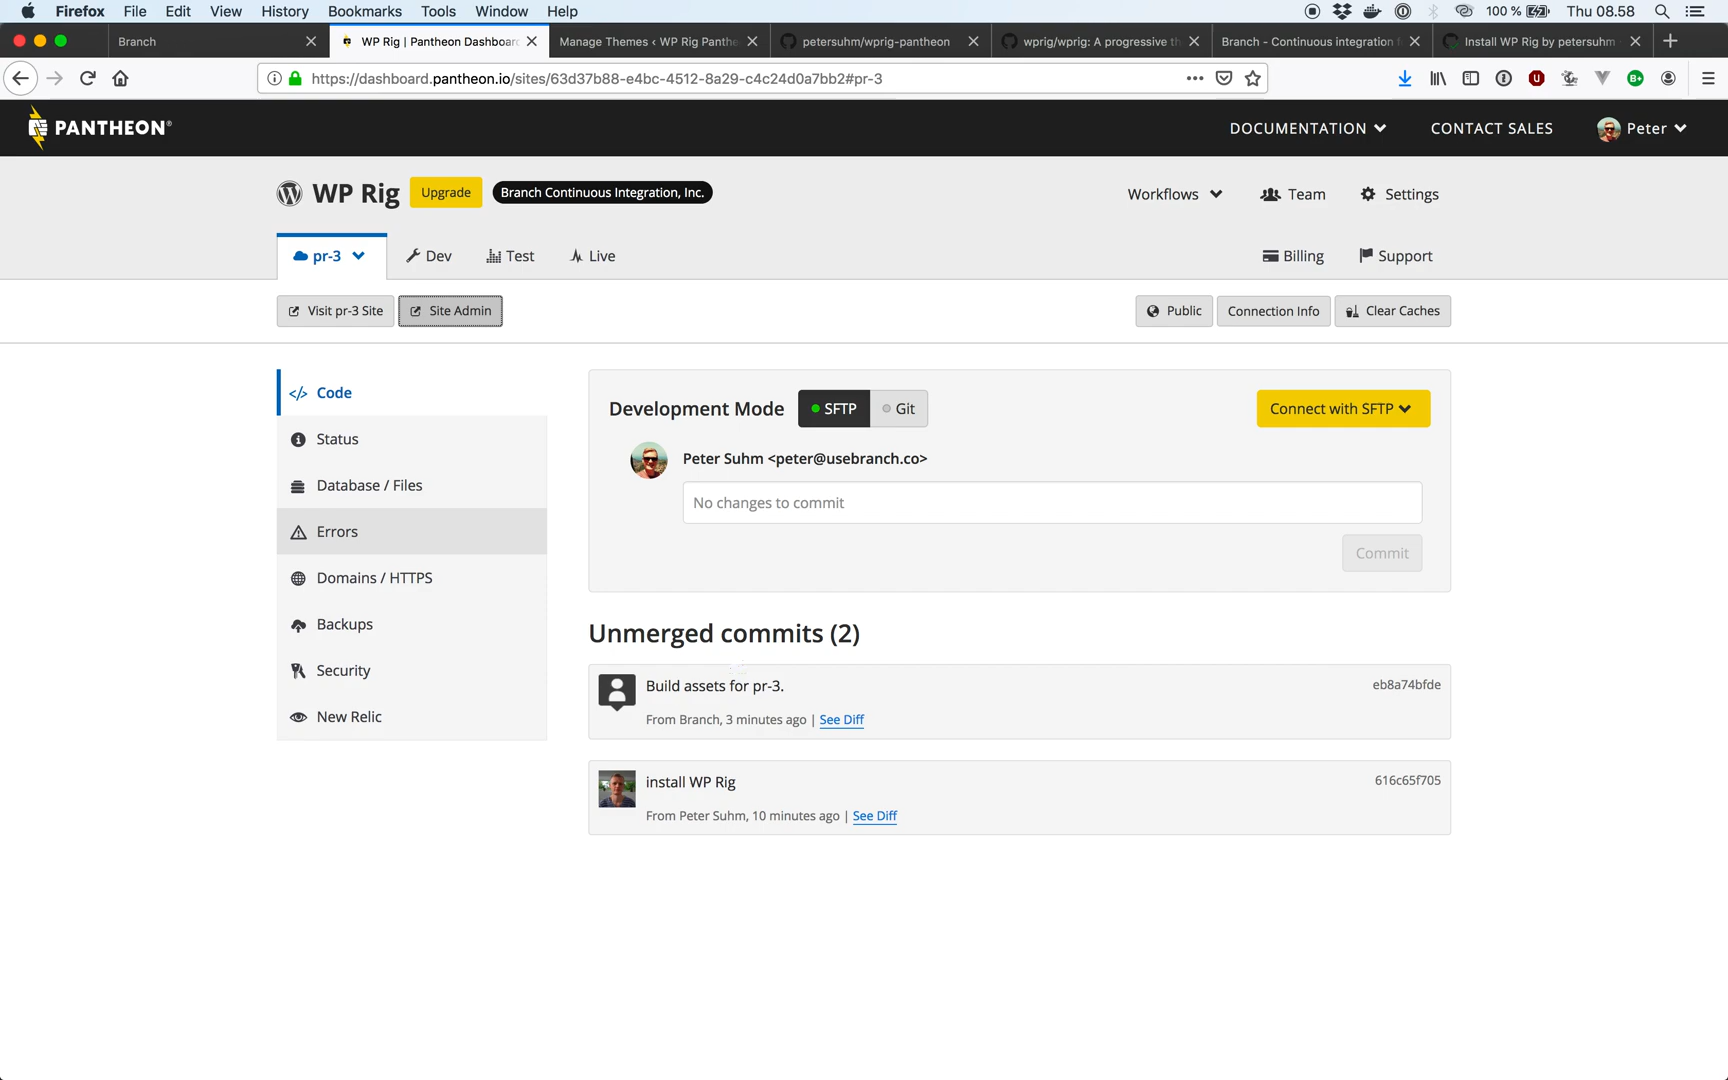 Firefox File Edit View History Bookmarks Tools Window Help 100 % Thu 08.58
Branch WP Rig | Pantheon Dashboar Manage Themes ‹ WP Rig Panthe petersuhm/wprig-pantheon wprig/wprig: A progressive th Branch - Continuous integration f Install WP Rig by petersuhm
https://dashboard.pantheon.io/sites/63d37b88-e4bc-4512-8a29-c4c24d0a7bb2#pr-3
PANTHEON® DOCUMENTATION CONTACT SALES Peter
WP Rig Upgrade Branch Continuous Integration, Inc. Workflows Team Settings
pr-3 Dev Test Live Billing Support
Visit pr-3 Site Site Admin Public Connection Info Clear Caches
Code
Status
Database / Files
Errors
Domains / HTTPS
Backups
Security
New Relic
Development Mode SFTP Git Connect with SFTP
Peter Suhm <peter@usebranch.co>
No changes to commit
Commit
Unmerged commits (2)
Build assets for pr-3. eb8a74bfde
From Branch, 3 minutes ago | See Diff
install WP Rig 616c65f705
From Peter Suhm, 10 minutes ago | See Diff